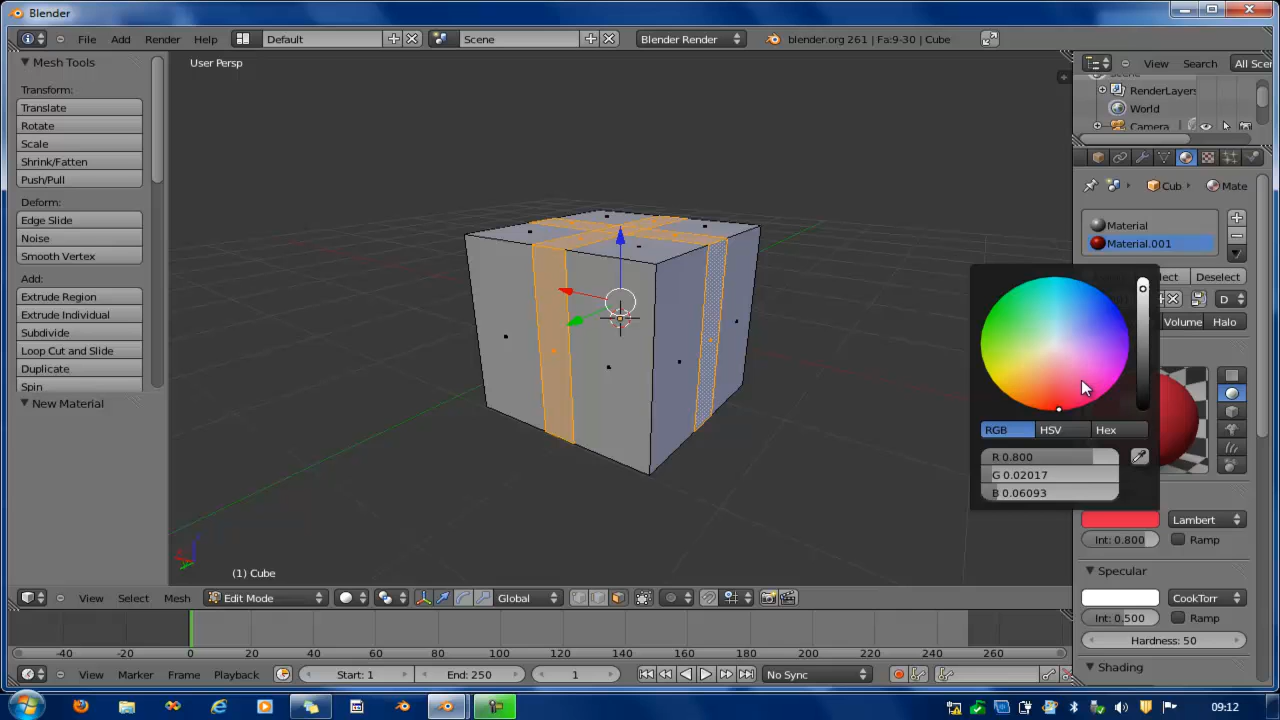 Blender
File Add Render Help Default Scene Blender Render blender.org 261 | Fa:9-30 | Cube View Search All Scer
Mesh Tools
User Persp
Transform:
Translate
Rotate
Scale
Shrink/Fatten
Push/Pull
Deform:
Edge Slide
Noise
Smooth Vertex
Add:
Extrude Region
Extrude Individual
Subdivide
Loop Cut and Slide
Duplicate
Spin
New Material
(1) Cube
RenderLayers
World
Camera
Cub Mate
Material
Material.001
Deselect
D
Volume Halo
RGB HSV Hex
R 0.800
G 0.02017
B 0.06093
Lambert
Int: 0.800 Ramp
Specular
CookTorr
Int: 0.500 Ramp
Hardness: 50
Shading
View Select Mesh Edit Mode Global
-40 -20 0 20 40 60 80 100 120 140 160 180 200 220 240 260
View Marker Frame Playback Start: 1 End: 250 1 No Sync
09:12